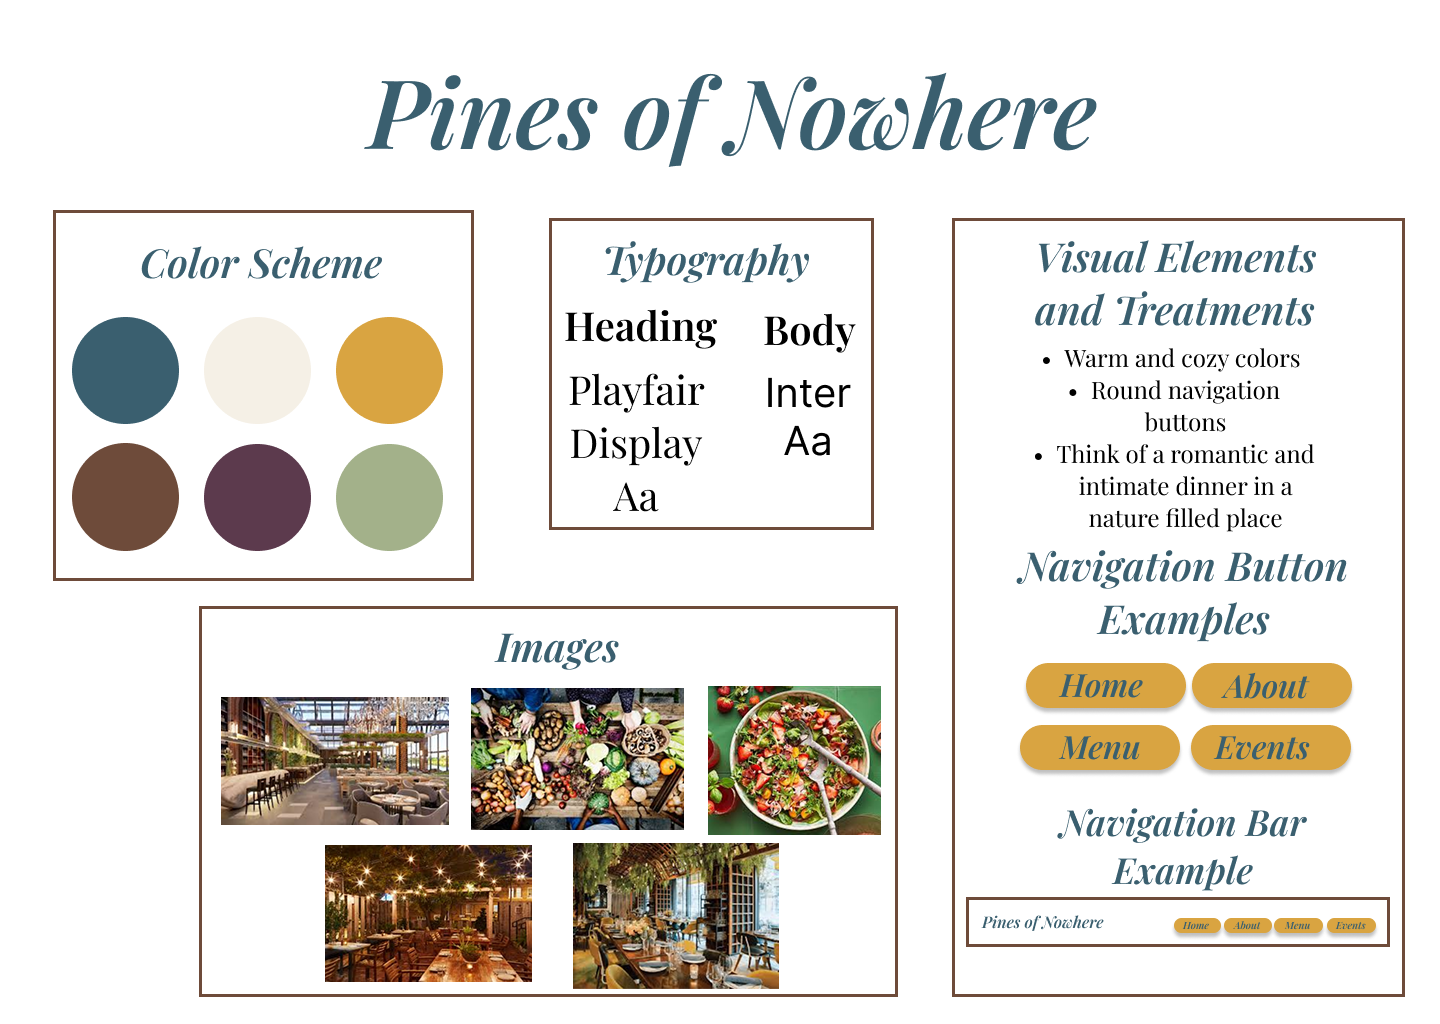 Pines of Nowhere
Color Scheme
Typography
Heading
Playfair
Display
Aa
Body
Inter
Aa
Images
Visual Elements
and Treatments
• Warm and cozy colors
• Round navigation
buttons
• Think of a romantic and
intimate dinner in a
nature filled place
Navigation Button
Examples
Home
About
Menu
Events
Navigation Bar
Example
Pines of Nowhere
Home
About
Menu
Events